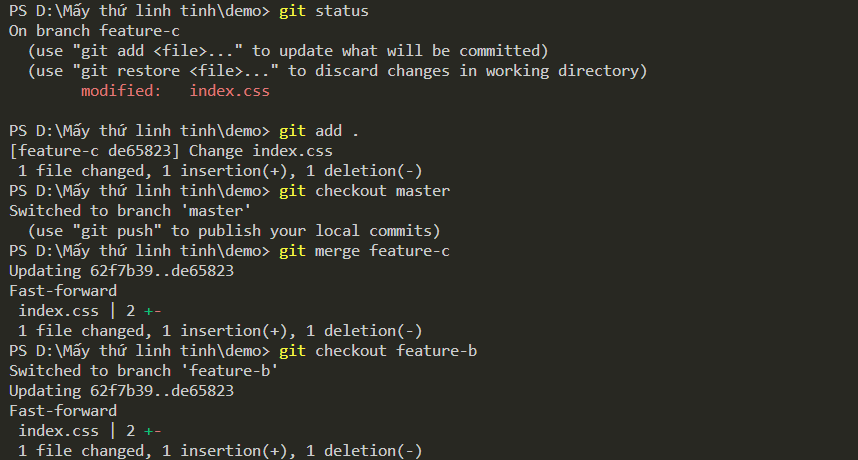 PS D:\Mấy thứ linh tinh\demo> git status
On branch feature-c
(use "git add <file>..." to update what will be committed)
(use "git restore <file>..." to discard changes in working directory)
modified: index.css
PS D:\Mấy thứ linh tinh\demo> git add .
[feature-c de65823] Change index.css
1 file changed, 1 insertion(+), 1 deletion(-)
PS D:\Mấy thứ linh tinh\demo> git checkout master
Switched to branch 'master'
(use "git push" to publish your local commits)
PS D:\Mấy thứ linh tinh\demo> git merge feature-c
Updating 62f7b39..de65823
Fast-forward
index.css | 2 +-
1 file changed, 1 insertion(+), 1 deletion(-)
PS D:\Mấy thứ linh tinh\demo> git checkout feature-b
Switched to branch 'feature-b'
Updating 62f7b39..de65823
Fast-forward
index.css | 2 +-
1 file changed, 1 insertion(+), 1 deletion(-)